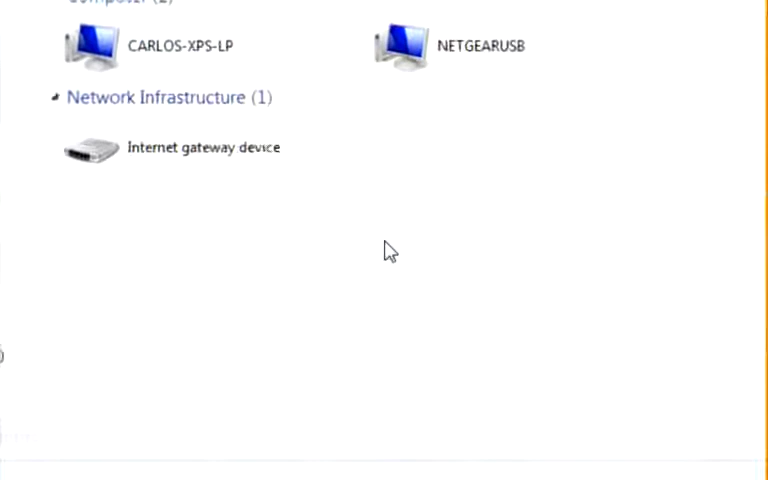 CARLOS-XPS-LP NETGEARUSB
Network Infrastructure (1)
Internet gateway device